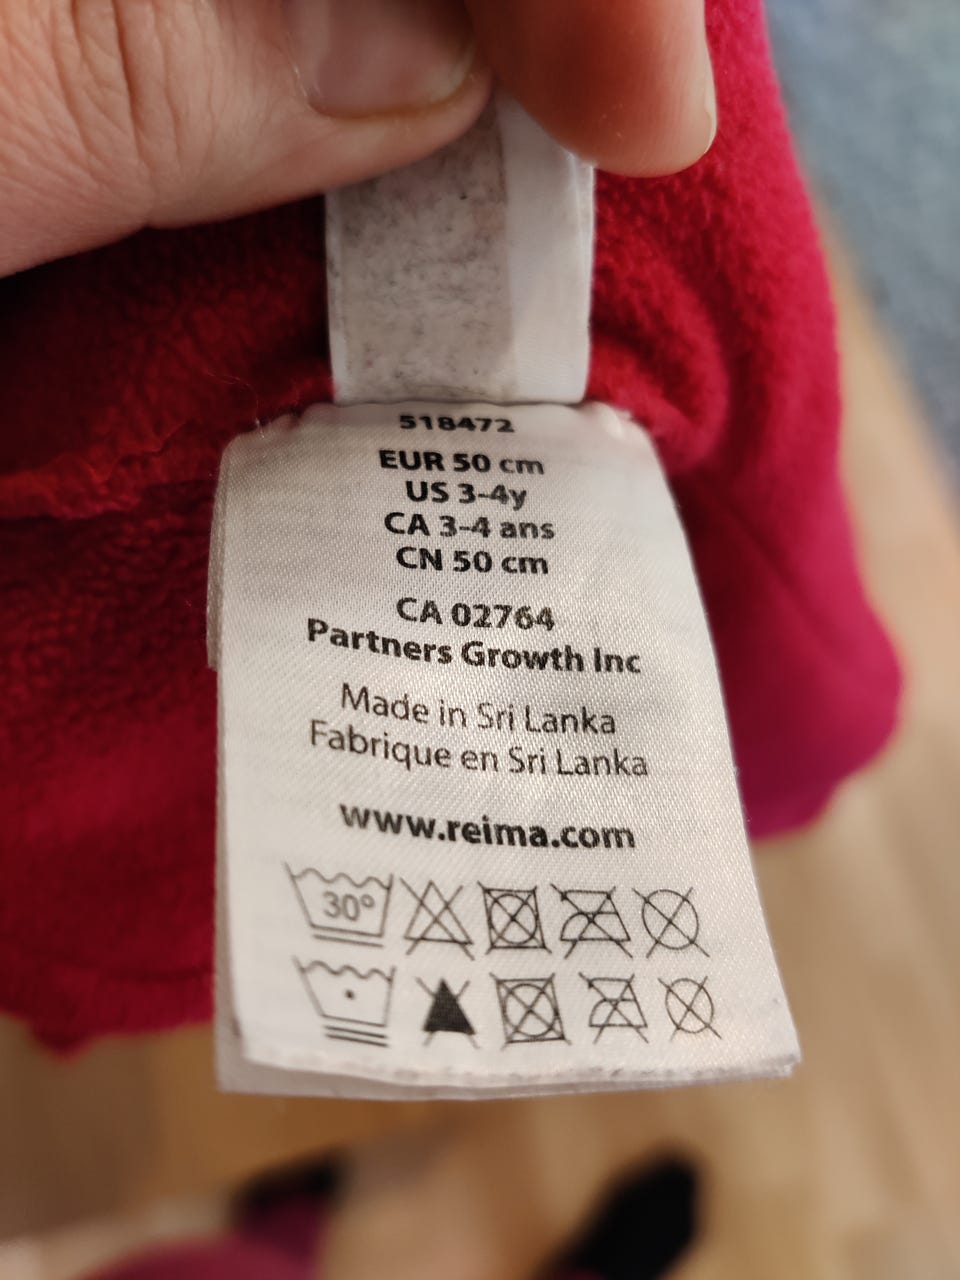 518472
EUR 50 cm
US 3-4y
CA 3-4 ans
CN 50 cm
CA 02764
Partners Growth Inc
Made in Sri Lanka
Fabrique en Sri Lanka
www.reima.com
30°